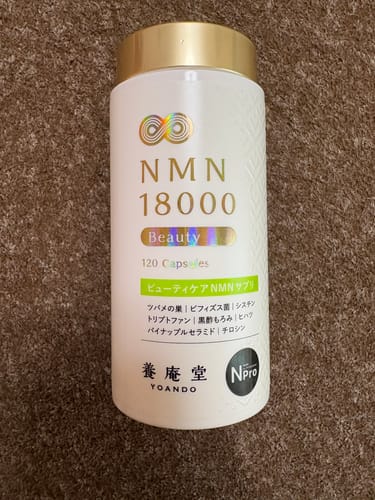 NMN
18000
Beauty
120 Capsules
ビューティケアNMNサプリ
ツバメの巣|ビフィズス菌|シスチン
トリプトファン|黒酢もろみ|ヒハツ
パイナップルセラミド|チロシン
養庵堂
YOANDO
NPro